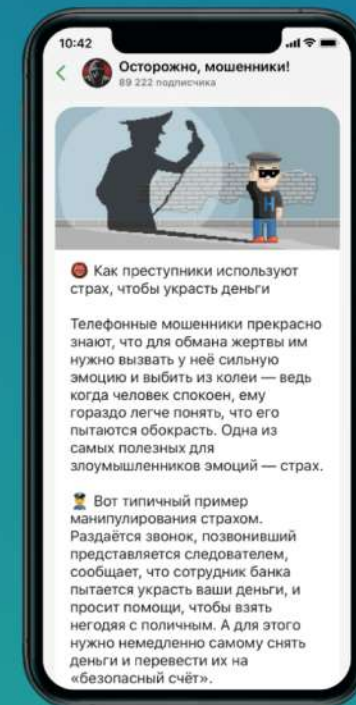 10:42
Осторожно, мошенники!
89 222 подписчика
H
👹 Как преступники используют
страх, чтобы украсть деньги
Телефонные мошенники прекрасно
знают, что для обмана жертвы им
нужно вызвать у неё сильную
эмоцию и выбить из колеи — ведь
когда человек спокоен, ему
гораздо легче понять, что его
пытаются обокрасть. Одна из
самых полезных для
злоумышленников эмоций — страх.
👮 Вот типичный пример
манипулирования страхом.
Раздаётся звонок, позвонивший
представляется следователем,
сообщает, что сотрудник банка
пытается украсть ваши деньги, и
просит помощи, чтобы взять
негодяя с поличным. А для этого
нужно немедленно самому снять
деньги и перевести их на
«безопасный счёт».